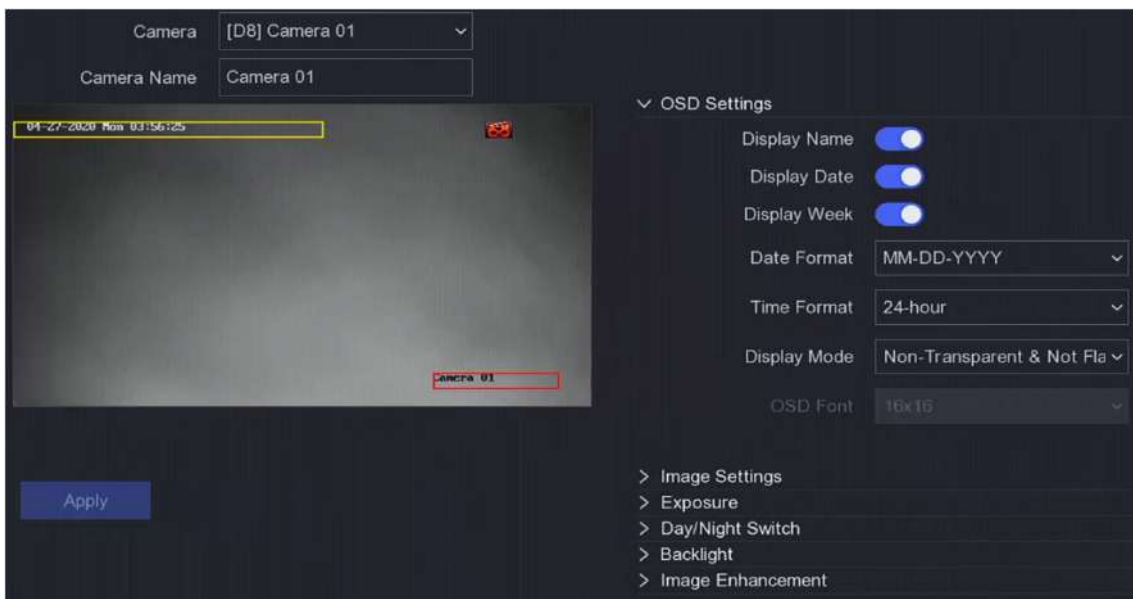 Camera [D8] Camera 01
Camera Name Camera 01
04-27-2020 Mon 03:56:25
Camera 01
Apply
OSD Settings
Display Name
Display Date
Display Week
Date Format MM-DD-YYYY
Time Format 24-hour
Display Mode Non-Transparent & Not Fla
OSD Font 16x16
Image Settings
Exposure
Day/Night Switch
Backlight
Image Enhancement